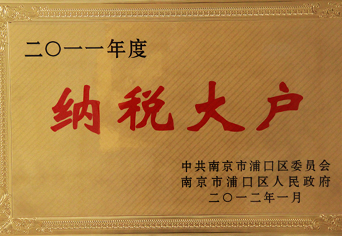 二〇一一年度
纳税大户
中共南京市浦口区委员会
南京市浦口区人民政府
二〇一二年一月